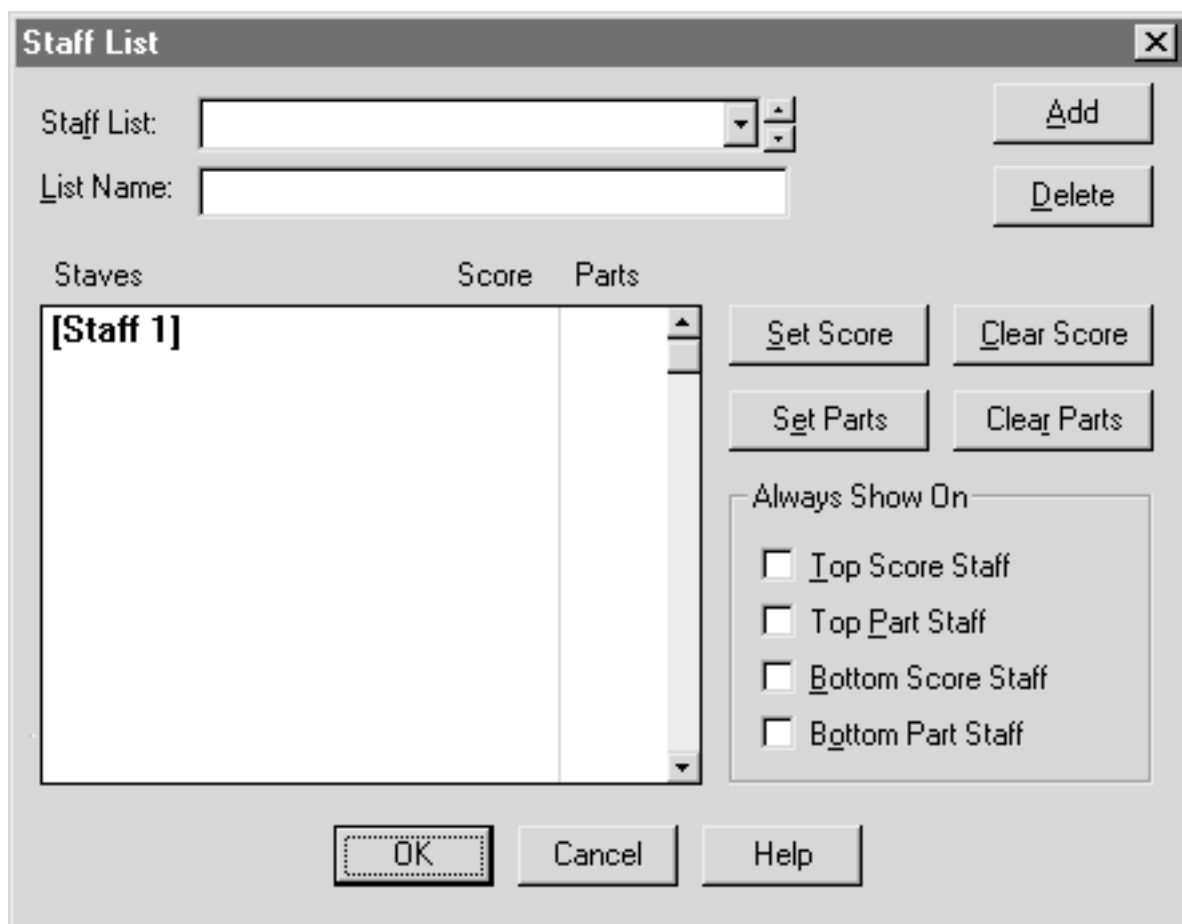 Staff List
Staff List:
Add
List Name:
Delete
Staves Score Parts
[Staff 1]
Set Score Clear Score
Set Parts Clear Parts
Always Show On
Top Score Staff
Top Part Staff
Bottom Score Staff
Bottom Part Staff
OK Cancel Help